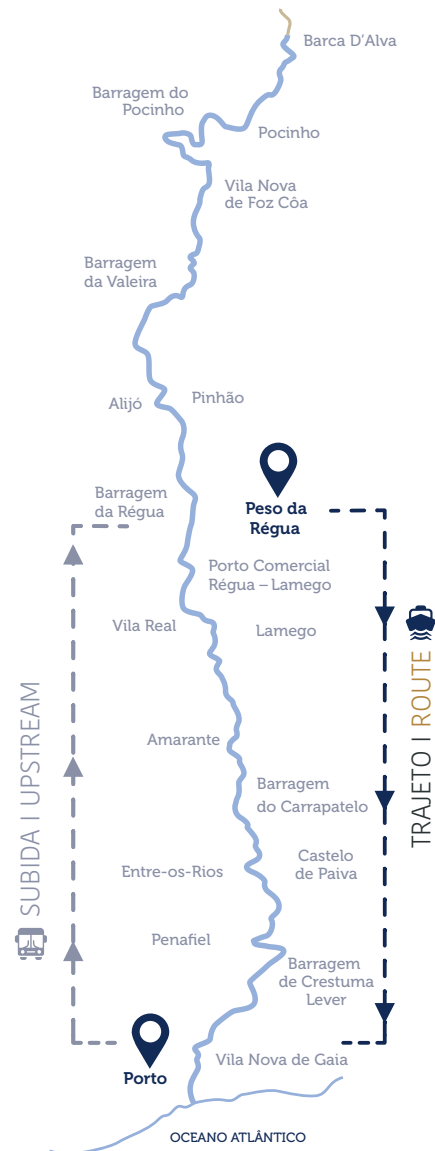 Barca D'Alva
Barragem do
Pocinho
Pocinho
Vila Nova
de Foz Côa
Barragem
da Valeira
Pinhão
Alijó
Barragem
da Régua
Peso da
Régua
Porto Comercial
Régua – Lamego
Vila Real
Lamego
SUBIDA I UPSTREAM
TRAJETO I ROUTE
Amarante
Barragem
do Carrapatelo
Entre-os-Rios
Castelo
de Paiva
Penafiel
Barragem
de Crestuma
Lever
Vila Nova de Gaia
Porto
OCEANO ATLÂNTICO